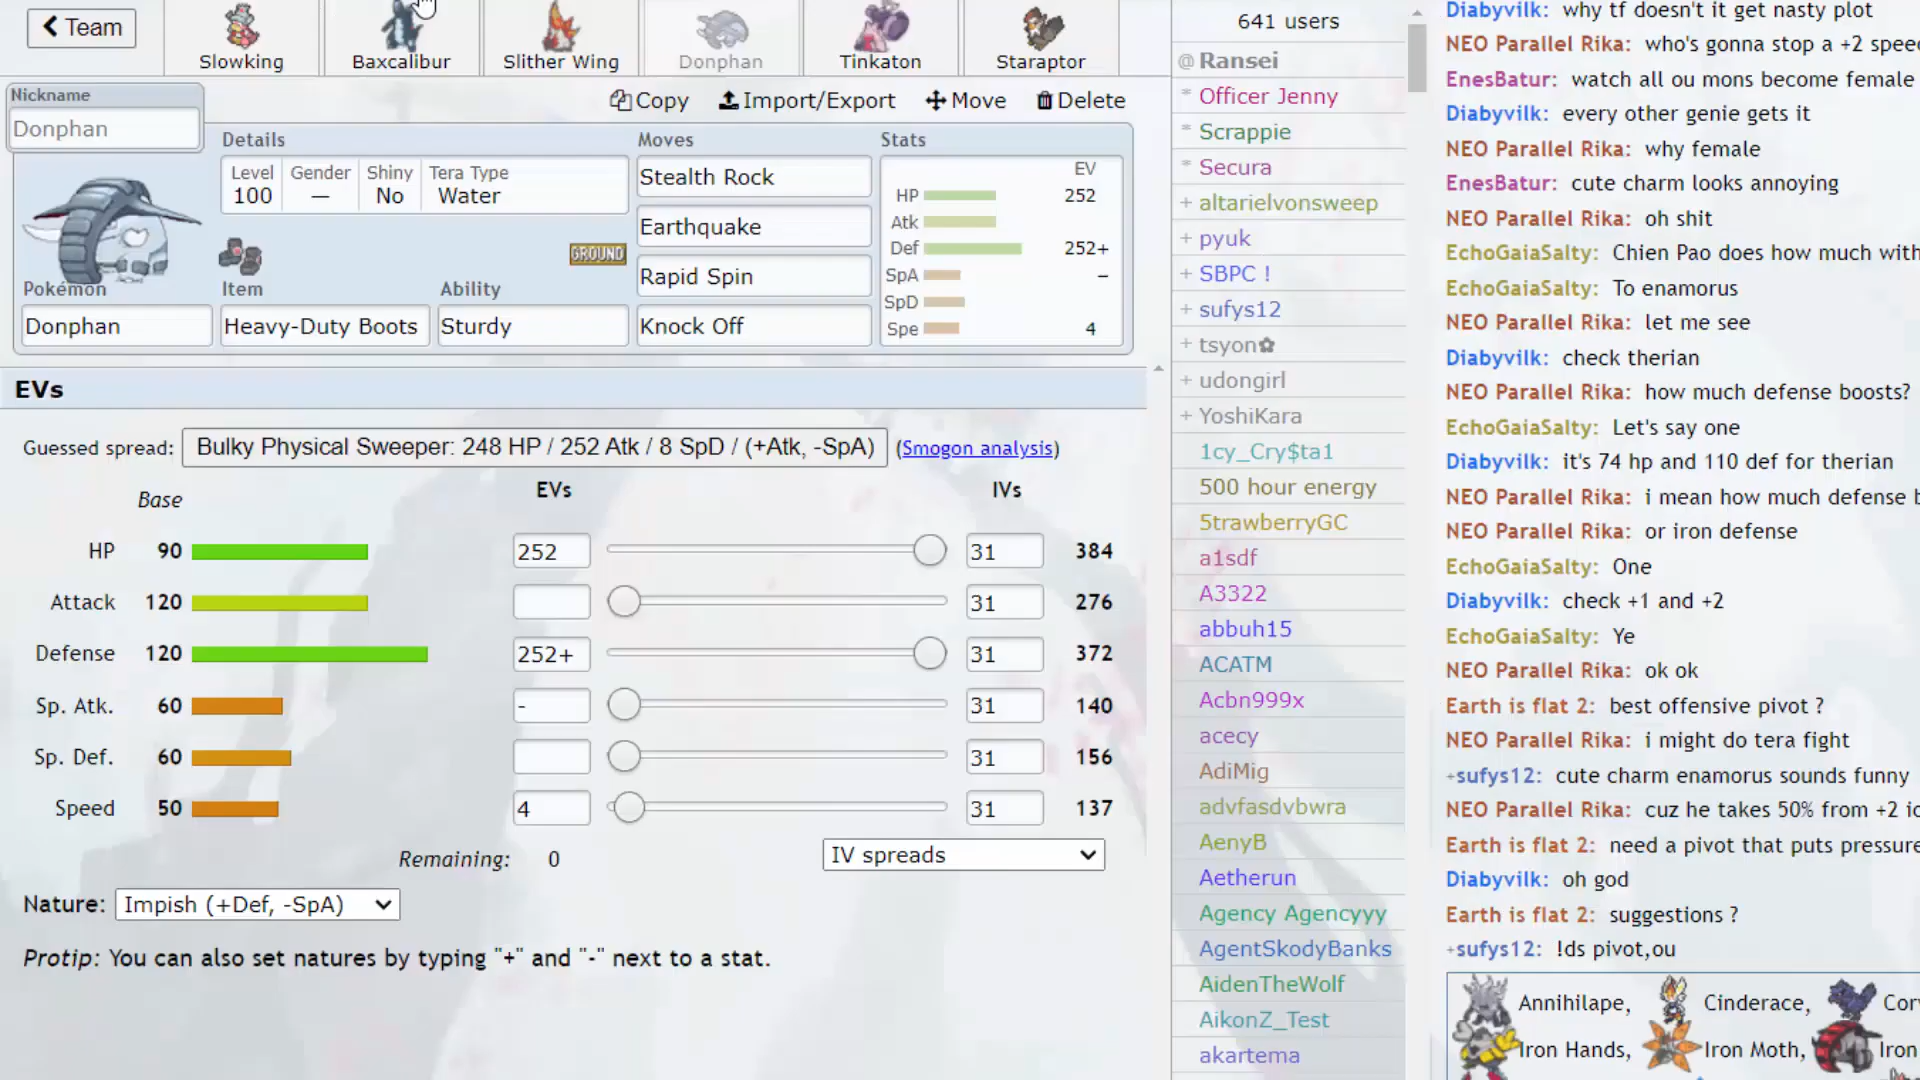 Team
Slowking
Baxcalibur
Slither Wing
Donphan
Tinkaton
Staraptor
Nickname
Donphan
Copy
Import/Export
Move
Delete
Details
Level
100
Gender
—
Shiny
No
Tera Type
Water
GROUND
Pokémon
Donphan
Item
Heavy-Duty Boots
Ability
Sturdy
Moves
Stealth Rock
Earthquake
Rapid Spin
Knock Off
Stats
EV
HP 252
Atk
Def 252+
SpA –
SpD
Spe 4
EVs
Guessed spread: Bulky Physical Sweeper: 248 HP / 252 Atk / 8 SpD / (+Atk, -SpA) (Smogon analysis)
Base EVs IVs
HP 90 252 31 384
Attack 120 31 276
Defense 120 252+ 31 372
Sp. Atk. 60 - 31 140
Sp. Def. 60 31 156
Speed 50 4 31 137
Remaining: 0
IV spreads
Nature: Impish (+Def, -SpA)
Protip: You can also set natures by typing "+" and "-" next to a stat.
641 users
@ Ransei
* Officer Jenny
* Scrappie
* Secura
+ altarielvonsweep
+ pyuk
+ SBPC !
+ sufys12
+ tsyon✿
+ udongirl
+ YoshiKara
1cy_Cry$ta1
500 hour energy
5trawberryGC
a1sdf
A3322
abbuh15
ACATM
Acbn999x
acecy
AdiMig
advfasdvbwra
AenyB
Aetherun
Agency Agencyyy
AgentSkodyBanks
AidenTheWolf
AikonZ_Test
akartema
Diabyvilk: why tf doesn't it get nasty plot
NEO Parallel Rika: who's gonna stop a +2 speed
EnesBatur: watch all ou mons become female
Diabyvilk: every other genie gets it
NEO Parallel Rika: why female
EnesBatur: cute charm looks annoying
NEO Parallel Rika: oh shit
EchoGaiaSalty: Chien Pao does how much with
EchoGaiaSalty: To enamorus
NEO Parallel Rika: let me see
Diabyvilk: check therian
NEO Parallel Rika: how much defense boosts?
EchoGaiaSalty: Let's say one
Diabyvilk: it's 74 hp and 110 def for therian
NEO Parallel Rika: i mean how much defense b
NEO Parallel Rika: or iron defense
EchoGaiaSalty: One
Diabyvilk: check +1 and +2
EchoGaiaSalty: Ye
NEO Parallel Rika: ok ok
Earth is flat 2: best offensive pivot ?
NEO Parallel Rika: i might do tera fight
+sufys12: cute charm enamorus sounds funny
NEO Parallel Rika: cuz he takes 50% from +2 ic
Earth is flat 2: need a pivot that puts pressure
Diabyvilk: oh god
Earth is flat 2: suggestions ?
+sufys12: !ds pivot,ou
Annihilape, Cinderace, Cor
Iron Hands, Iron Moth, Iron